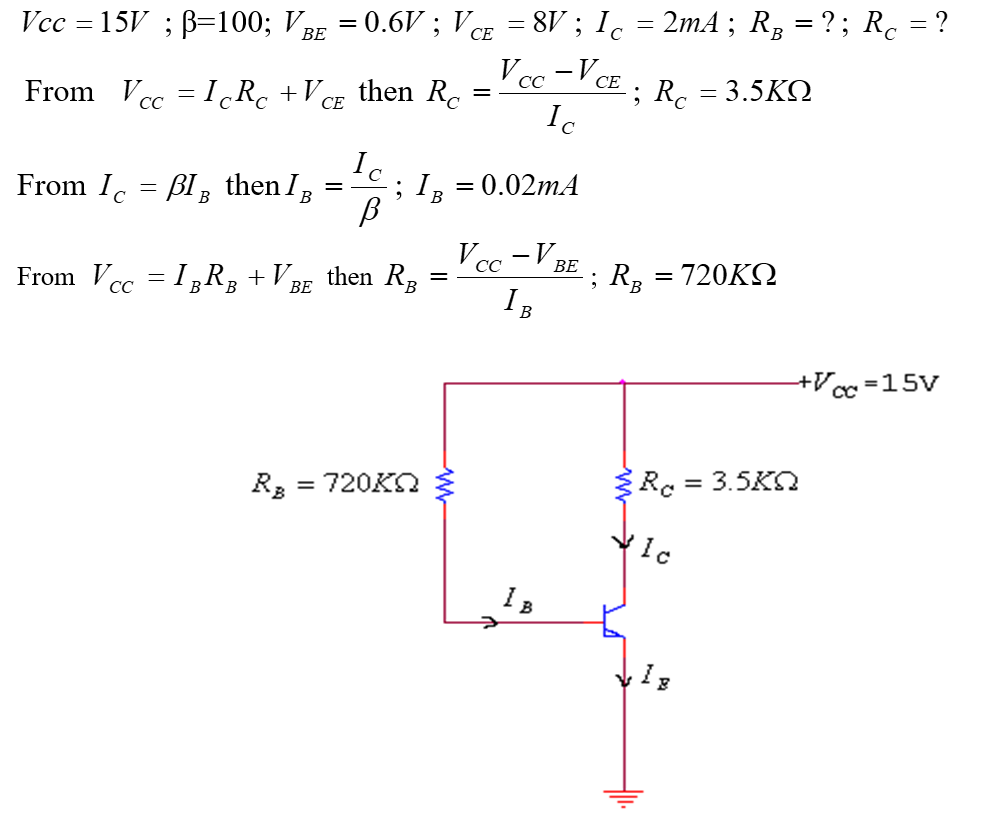 Vcc = 15V ; β=100; V_BE = 0.6V ; V_CE = 8V ; I_C = 2mA ; R_B = ? ; R_C = ?
From V_CC = I_C R_C + V_CE then R_C = (V_CC − V_CE) / I_C ; R_C = 3.5KΩ
From I_C = βI_B then I_B = I_C / β ; I_B = 0.02mA
From V_CC = I_B R_B + V_BE then R_B = (V_CC − V_BE) / I_B ; R_B = 720KΩ
+V_CC = 15V
R_B = 720KΩ
R_C = 3.5KΩ
I_C
I_B
I_E